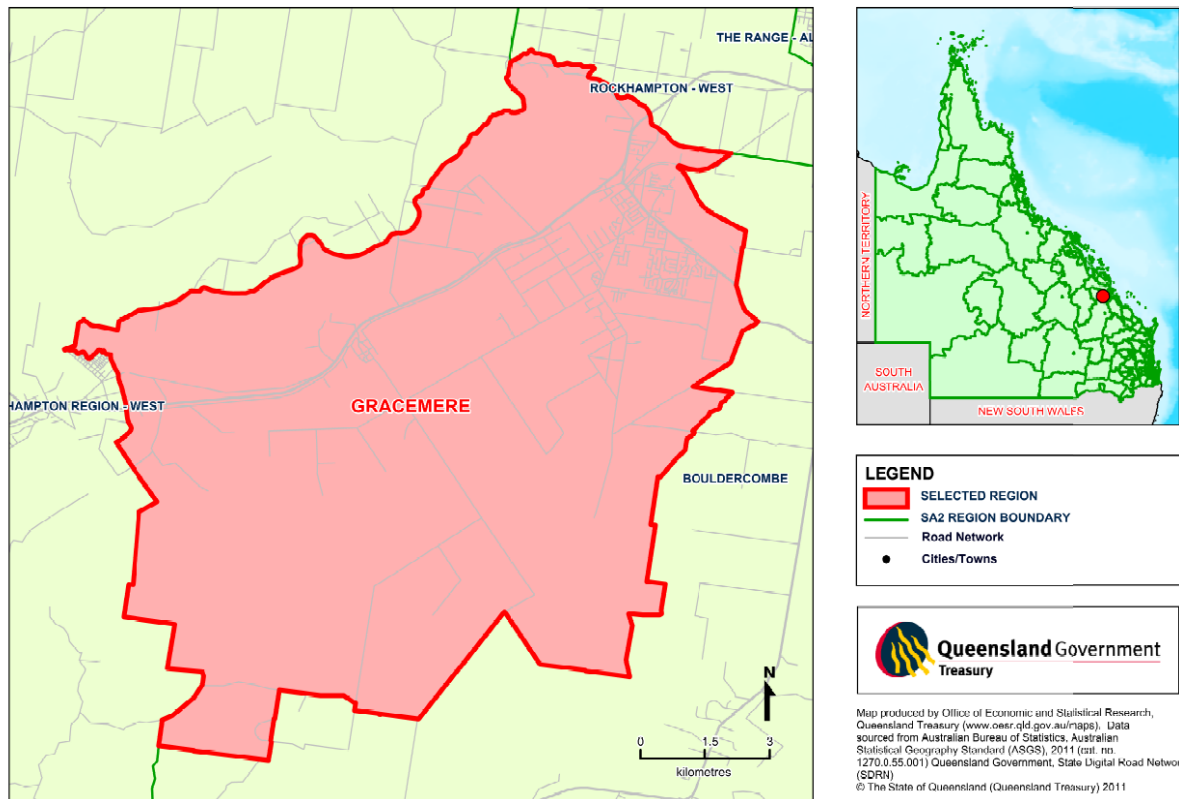 THE RANGE - AL
ROCKHAMPTON - WEST
HAMPTON REGION - WEST
GRACEMERE
BOULDERCOMBE
N
0 1.5 3
kilometres
NORTHERN TERRITORY
SOUTH
AUSTRALIA
NEW SOUTH WALES
LEGEND
SELECTED REGION
SA2 REGION BOUNDARY
Road Network
Cities/Towns
Queensland Government
Treasury
Map produced by Office of Economic and Statistical Research,
Queensland Treasury (www.oesr.qld.gov.au/maps). Data
sourced from Australian Bureau of Statistics, Australian
Statistical Geography Standard (ASGS), 2011 (cat. no.
1270.0.55.001) Queensland Government, State Digital Road Networ
(SDRN)
© The State of Queensland (Queensland Treasury) 2011